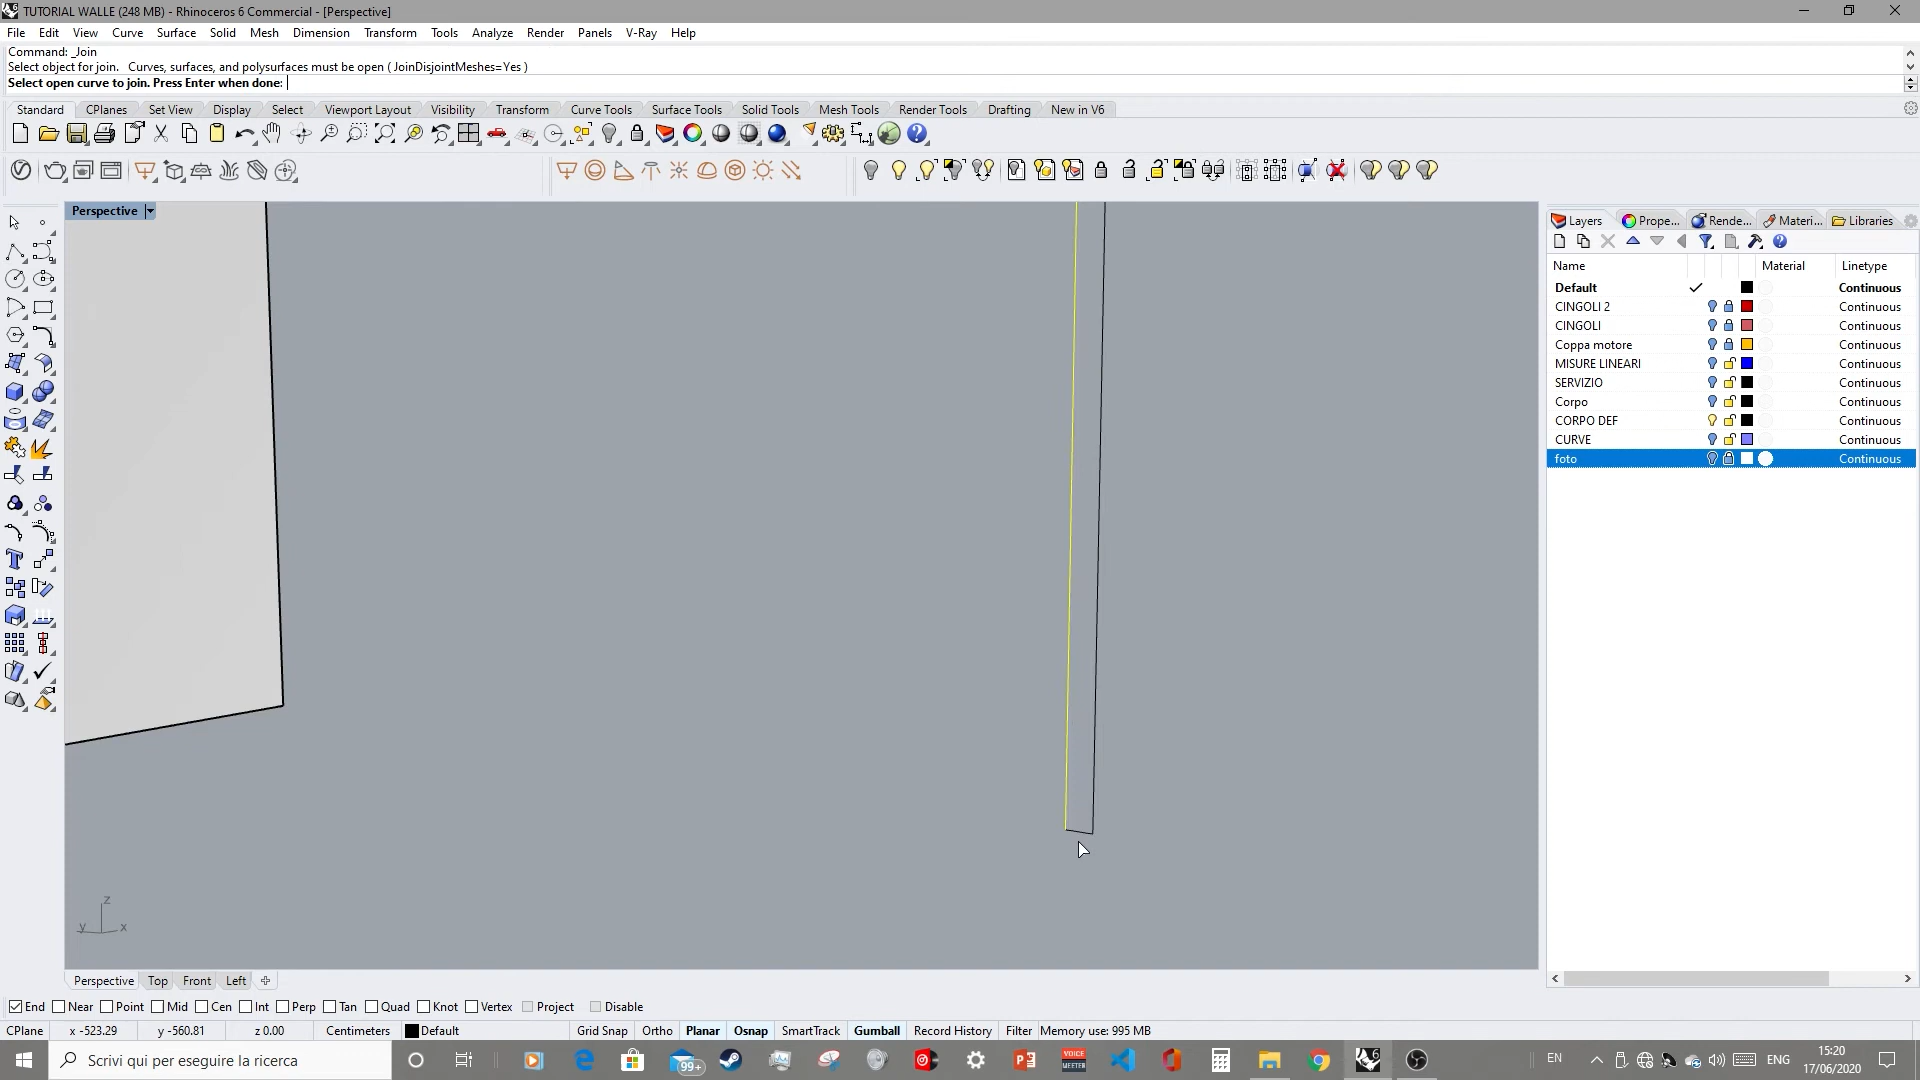 TUTORIAL WALLE (248 MB) - Rhinoceros 6 Commercial - [Perspective]
File Edit View Curve Surface Solid Mesh Dimension Transform Tools Analyze Render Panels V-Ray Help
Command: _Join
Select object for join.  Curves, surfaces, and polysurfaces must be open ( JoinDisjointMeshes=Yes )
Select open curve to join. Press Enter when done:
Standard CPlanes Set View Display Select Viewport Layout Visibility Transform Curve Tools Surface Tools Solid Tools Mesh Tools Render Tools Drafting New in V6
Perspective
Layers Prope... Rende... Materi... Libraries
Name Material Linetype
Default Continuous
CINGOLI 2 Continuous
CINGOLI Continuous
Coppa motore Continuous
MISURE LINEARI Continuous
SERVIZIO Continuous
Corpo Continuous
CORPO DEF Continuous
CURVE Continuous
foto Continuous
z
y x
Perspective Top Front Left
End Near Point Mid Cen Int Perp Tan Quad Knot Vertex Project Disable
CPlane x -523.29 y -560.81 z 0.00 Centimeters Default Grid Snap Ortho Planar Osnap SmartTrack Gumball Record History Filter Memory use: 995 MB
Scrivi qui per eseguire la ricerca 99+ VOICE MEETER EN ENG 15:20
17/06/2020